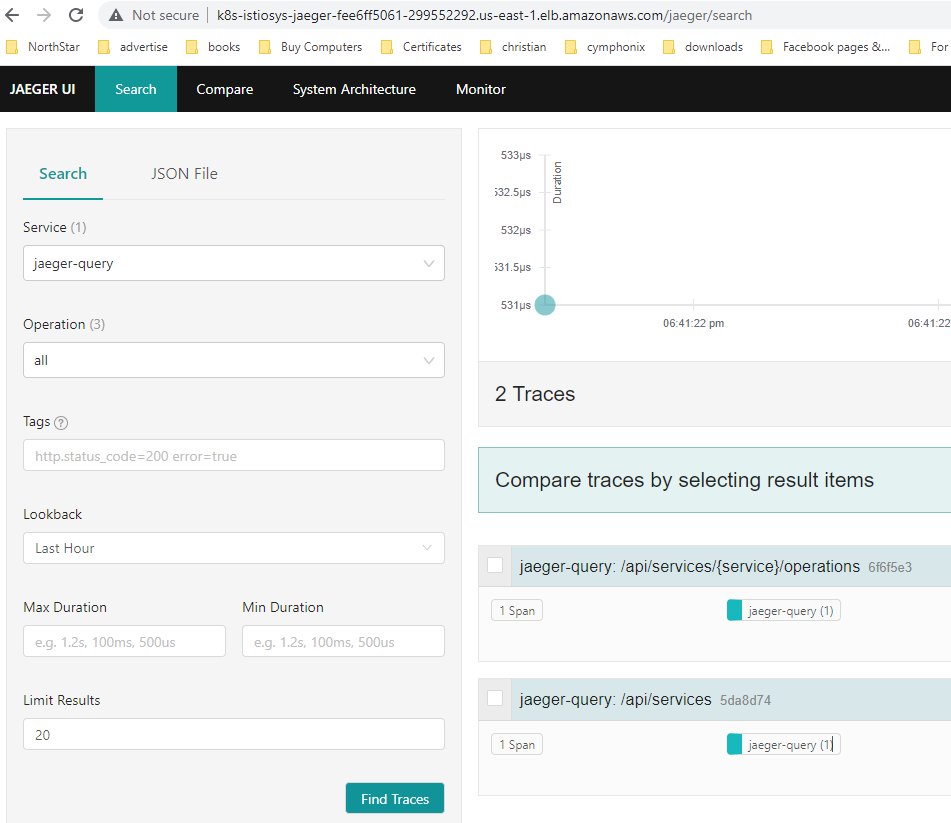 Not secure | k8s-istiosys-jaeger-fee6ff5061-299552292.us-east-1.elb.amazonaws.com/jaeger/search
NorthStar advertise books Buy Computers Certificates christian cymphonix downloads Facebook pages &... For
JAEGER UI Search Compare System Architecture Monitor
Search JSON File
Service (1)
jaeger-query
Operation (3)
all
Tags ?
http.status_code=200 error=true
Lookback
Last Hour
Max Duration Min Duration
e.g. 1.2s, 100ms, 500us e.g. 1.2s, 100ms, 500us
Limit Results
20
Find Traces
533μs
Duration
532.5μs
532μs
531.5μs
531μs
06:41:22 pm 06:41:22
2 Traces
Compare traces by selecting result items
jaeger-query: /api/services/{service}/operations 6f6f5e3
1 Span jaeger-query (1)
jaeger-query: /api/services 5da8d74
1 Span jaeger-query (1)